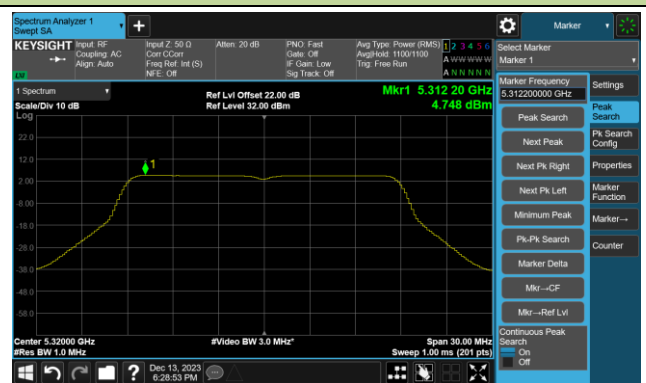 Spectrum Analyzer 1
Swept SA
Marker
KEYSIGHT
Input: RF
Coupling: AC
Align: Auto
Input Z: 50 Ω
Corr CCorr
Freq Ref: Int (S)
NFE: Off
Atten: 20 dB
PNO: Fast
Gate: Off
IF Gain: Low
Sig Track: Off
Avg Type: Power (RMS)
Avg|Hold: 1100/1100
Trig: Free Run
1 2 3 4 5 6
A W W W W W
A N N N N N
LV
Select Marker
Marker 1
1 Spectrum
Scale/Div 10 dB
Log
Ref Lvl Offset 22.00 dB
Ref Level 32.00 dBm
Mkr1 5.312 20 GHz
4.748 dBm
1
22.0
12.0
2.00
-8.00
-18.0
-28.0
-38.0
-48.0
-58.0
Center 5.32000 GHz
#Res BW 1.0 MHz
#Video BW 3.0 MHz*
Span 30.00 MHz
Sweep 1.00 ms (201 pts)
Marker Frequency
5.312200000 GHz
Peak Search
Next Peak
Next Pk Right
Next Pk Left
Minimum Peak
Pk-Pk Search
Marker Delta
Mkr→CF
Mkr→Ref Lvl
Continuous Peak
Search
On
Off
Settings
Peak
Search
Pk Search
Config
Properties
Marker
Function
Marker→
Counter
Dec 13, 2023
6:28:53 PM